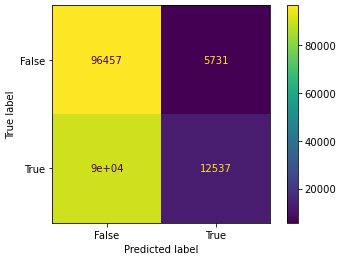 False 96457 5731
True 9e+04 12537
False True
Predicted label
True label
80000
60000
40000
20000